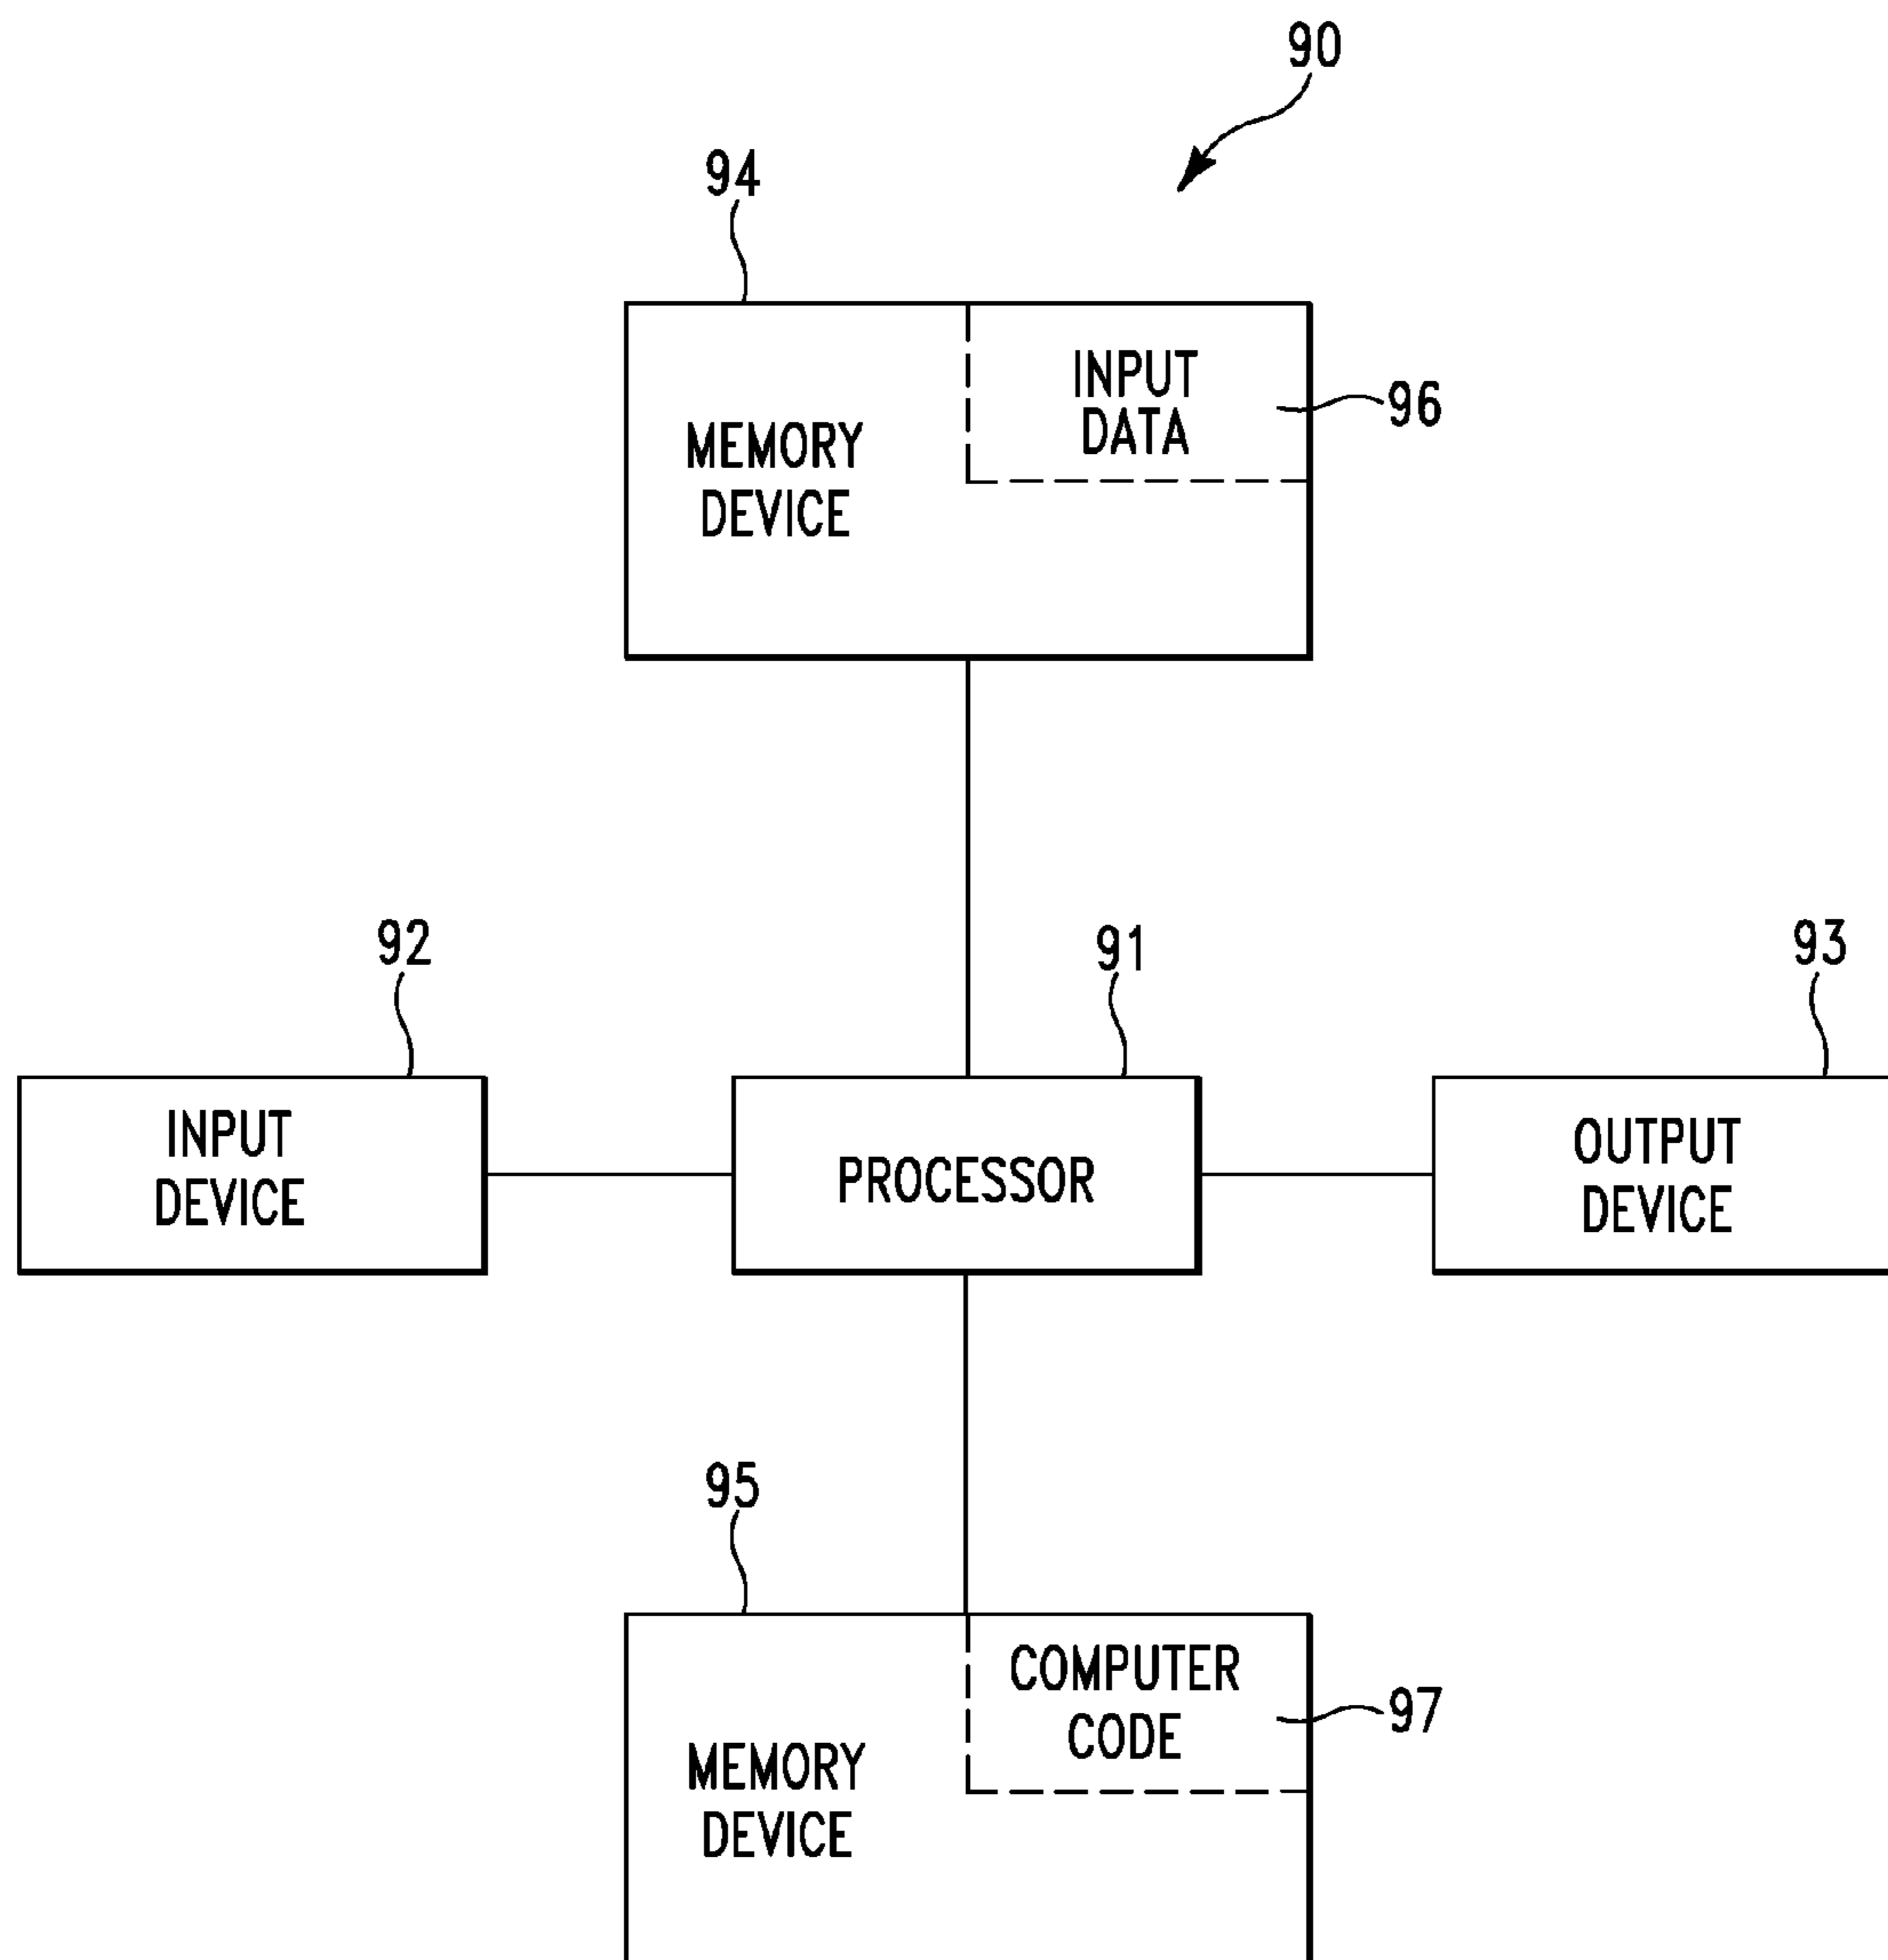 90
94
INPUT
DATA
96
MEMORY
DEVICE
92
91
93
INPUT
DEVICE
PROCESSOR
OUTPUT
DEVICE
95
COMPUTER
CODE
97
MEMORY
DEVICE